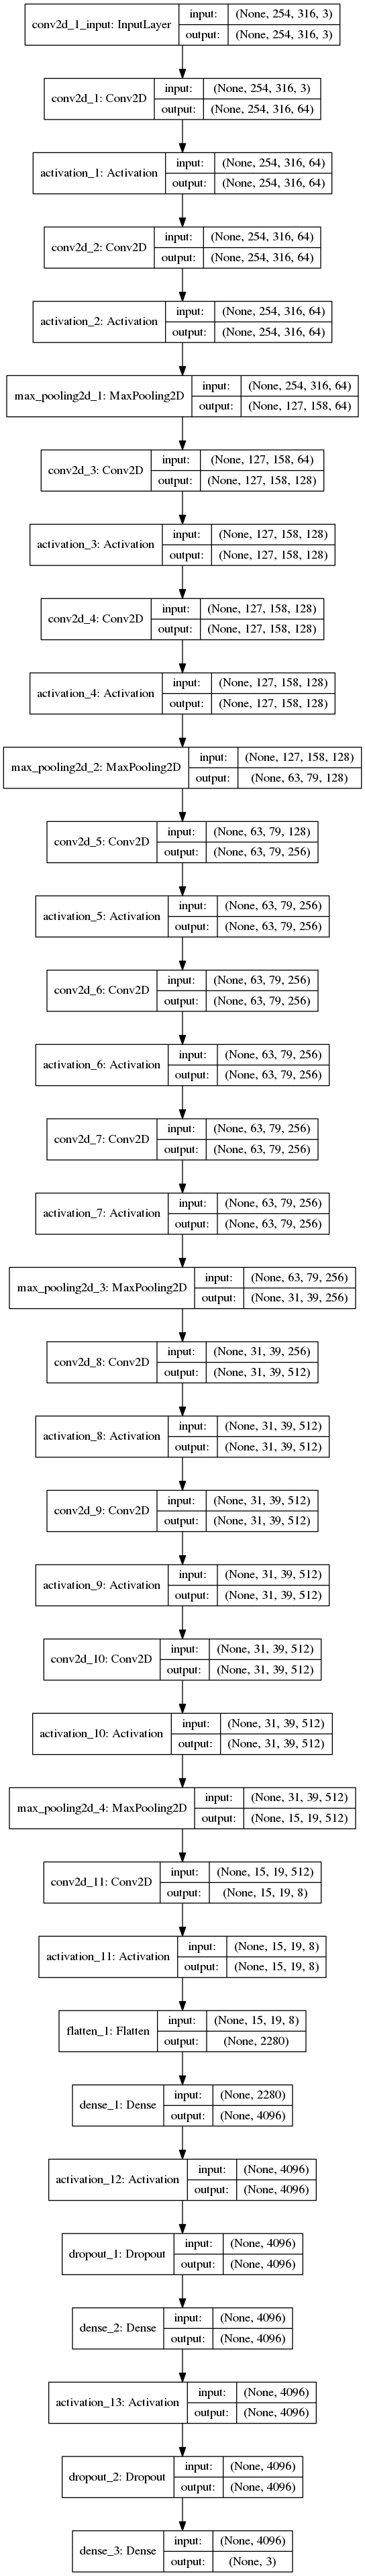 conv2d_1_input: InputLayer
input: (None, 254, 316, 3)
output: (None, 254, 316, 3)
conv2d_1: Conv2D
input: (None, 254, 316, 3)
output: (None, 254, 316, 64)
activation_1: Activation
input: (None, 254, 316, 64)
output: (None, 254, 316, 64)
conv2d_2: Conv2D
input: (None, 254, 316, 64)
output: (None, 254, 316, 64)
activation_2: Activation
input: (None, 254, 316, 64)
output: (None, 254, 316, 64)
max_pooling2d_1: MaxPooling2D
input: (None, 254, 316, 64)
output: (None, 127, 158, 64)
conv2d_3: Conv2D
input: (None, 127, 158, 64)
output: (None, 127, 158, 128)
activation_3: Activation
input: (None, 127, 158, 128)
output: (None, 127, 158, 128)
conv2d_4: Conv2D
input: (None, 127, 158, 128)
output: (None, 127, 158, 128)
activation_4: Activation
input: (None, 127, 158, 128)
output: (None, 127, 158, 128)
max_pooling2d_2: MaxPooling2D
input: (None, 127, 158, 128)
output: (None, 63, 79, 128)
conv2d_5: Conv2D
input: (None, 63, 79, 128)
output: (None, 63, 79, 256)
activation_5: Activation
input: (None, 63, 79, 256)
output: (None, 63, 79, 256)
conv2d_6: Conv2D
input: (None, 63, 79, 256)
output: (None, 63, 79, 256)
activation_6: Activation
input: (None, 63, 79, 256)
output: (None, 63, 79, 256)
conv2d_7: Conv2D
input: (None, 63, 79, 256)
output: (None, 63, 79, 256)
activation_7: Activation
input: (None, 63, 79, 256)
output: (None, 63, 79, 256)
max_pooling2d_3: MaxPooling2D
input: (None, 63, 79, 256)
output: (None, 31, 39, 256)
conv2d_8: Conv2D
input: (None, 31, 39, 256)
output: (None, 31, 39, 512)
activation_8: Activation
input: (None, 31, 39, 512)
output: (None, 31, 39, 512)
conv2d_9: Conv2D
input: (None, 31, 39, 512)
output: (None, 31, 39, 512)
activation_9: Activation
input: (None, 31, 39, 512)
output: (None, 31, 39, 512)
conv2d_10: Conv2D
input: (None, 31, 39, 512)
output: (None, 31, 39, 512)
activation_10: Activation
input: (None, 31, 39, 512)
output: (None, 31, 39, 512)
max_pooling2d_4: MaxPooling2D
input: (None, 31, 39, 512)
output: (None, 15, 19, 512)
conv2d_11: Conv2D
input: (None, 15, 19, 512)
output: (None, 15, 19, 8)
activation_11: Activation
input: (None, 15, 19, 8)
output: (None, 15, 19, 8)
flatten_1: Flatten
input: (None, 15, 19, 8)
output: (None, 2280)
dense_1: Dense
input: (None, 2280)
output: (None, 4096)
activation_12: Activation
input: (None, 4096)
output: (None, 4096)
dropout_1: Dropout
input: (None, 4096)
output: (None, 4096)
dense_2: Dense
input: (None, 4096)
output: (None, 4096)
activation_13: Activation
input: (None, 4096)
output: (None, 4096)
dropout_2: Dropout
input: (None, 4096)
output: (None, 4096)
dense_3: Dense
input: (None, 4096)
output: (None, 3)